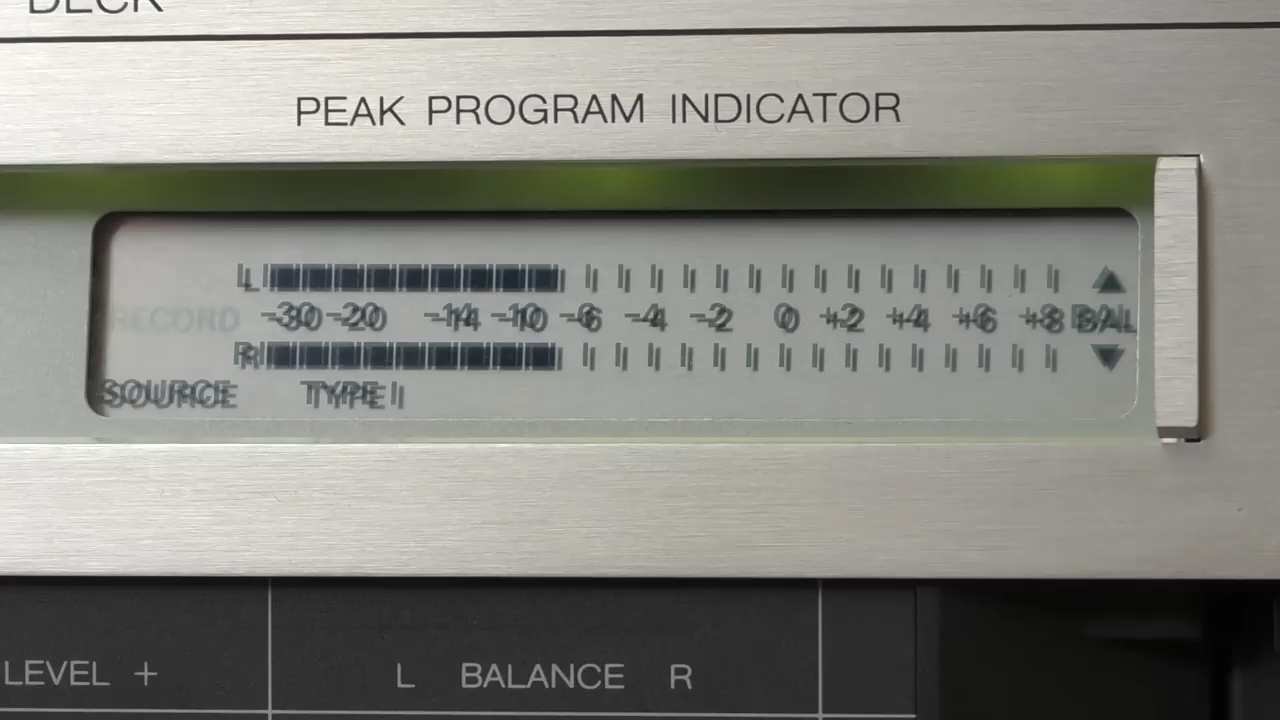 DECK
PEAK PROGRAM INDICATOR
L
RECORD -30 -20 -14 -10 -6 -4 -2 0 +2 +4 +6 +8 BAL
R
SOURCE TYPE I
LEVEL + L BALANCE R